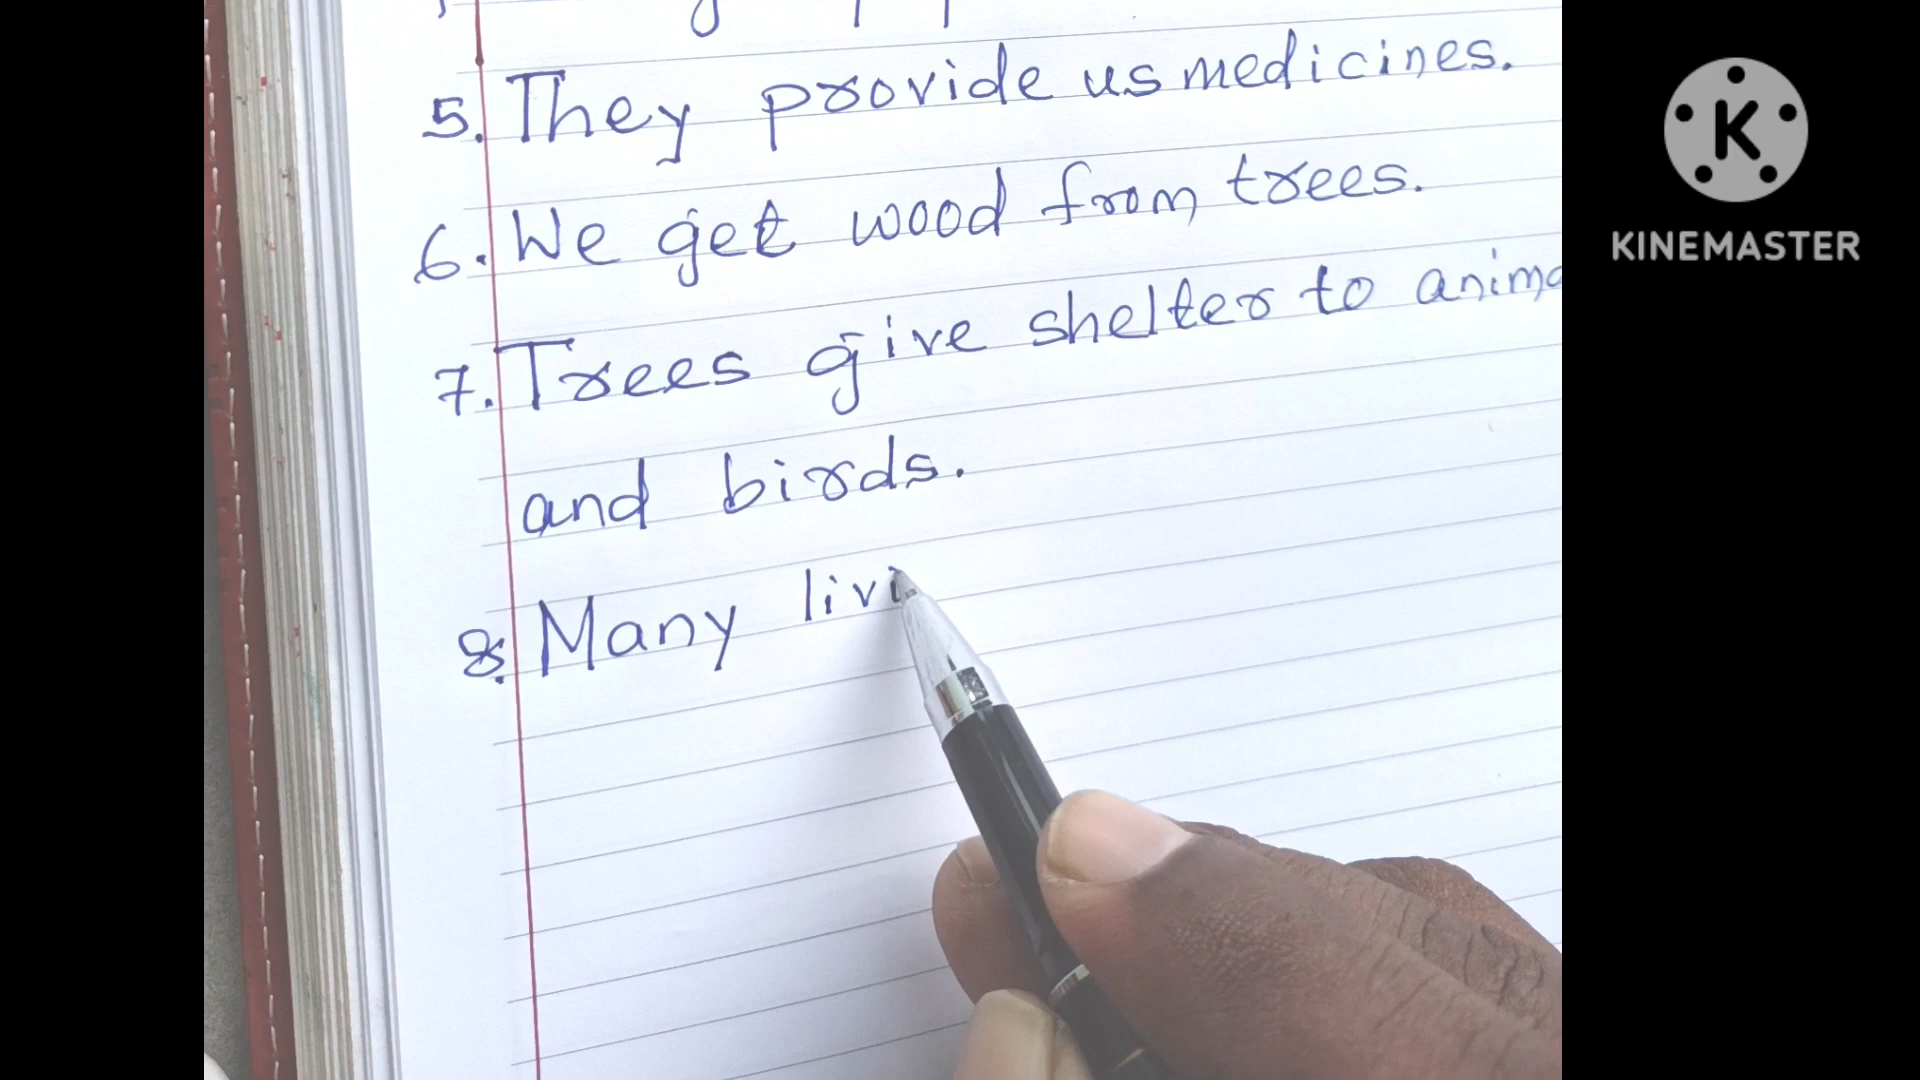 5. They provide us medicines.
6. We get wood from trees.
7. Trees give shelter to anima
and birds.
8. Many livi
KINEMASTER